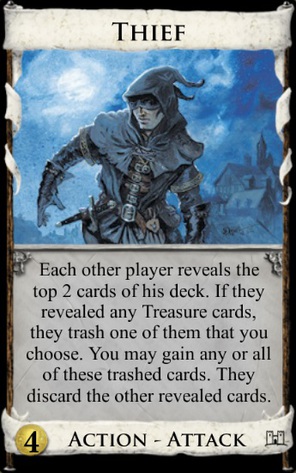 THIEF
Each other player reveals the
top 2 cards of his deck. If they
revealed any Treasure cards,
they trash one of them that you
choose. You may gain any or all
of these trashed cards. They
discard the other revealed cards.
4 ACTION - ATTACK